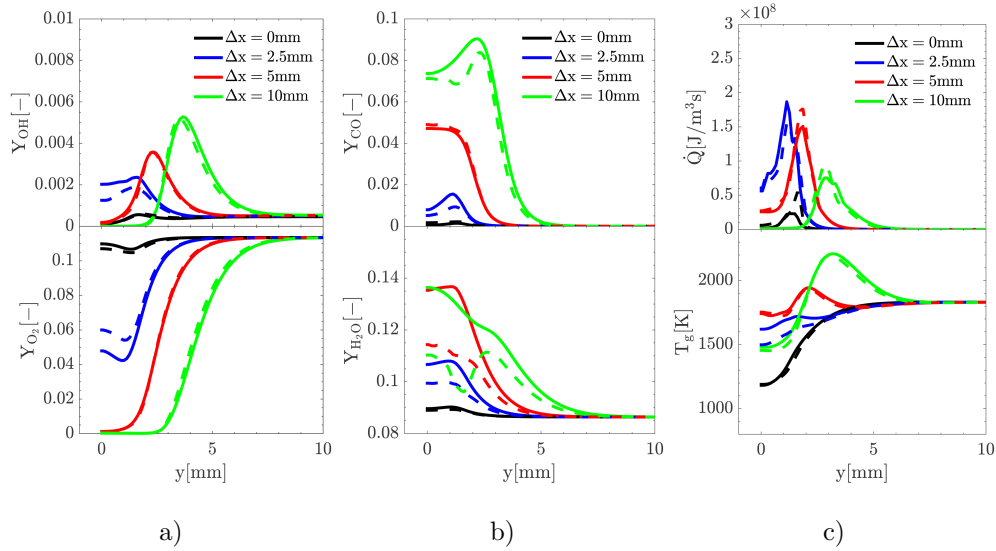 0.01
0.008
0.006
0.004
0.002
0
Y_OH[−]
Δx = 0mm
Δx = 2.5mm
Δx = 5mm
Δx = 10mm
0.1
0.08
0.06
0.04
0.02
0
Y_O₂[−]
0
5
10
y[mm]
a)
0.1
0.08
0.06
0.04
0.02
0
Y_CO[−]
Δx = 0mm
Δx = 2.5mm
Δx = 5mm
Δx = 10mm
0.14
0.12
0.1
0.08
Y_H₂O[−]
0
5
10
y[mm]
b)
×10⁸
3
2.5
2
1.5
1
0.5
0
Q̇[J/m³s]
Δx = 0mm
Δx = 2.5mm
Δx = 5mm
Δx = 10mm
2000
1500
1000
T_g[K]
0
5
10
y[mm]
c)